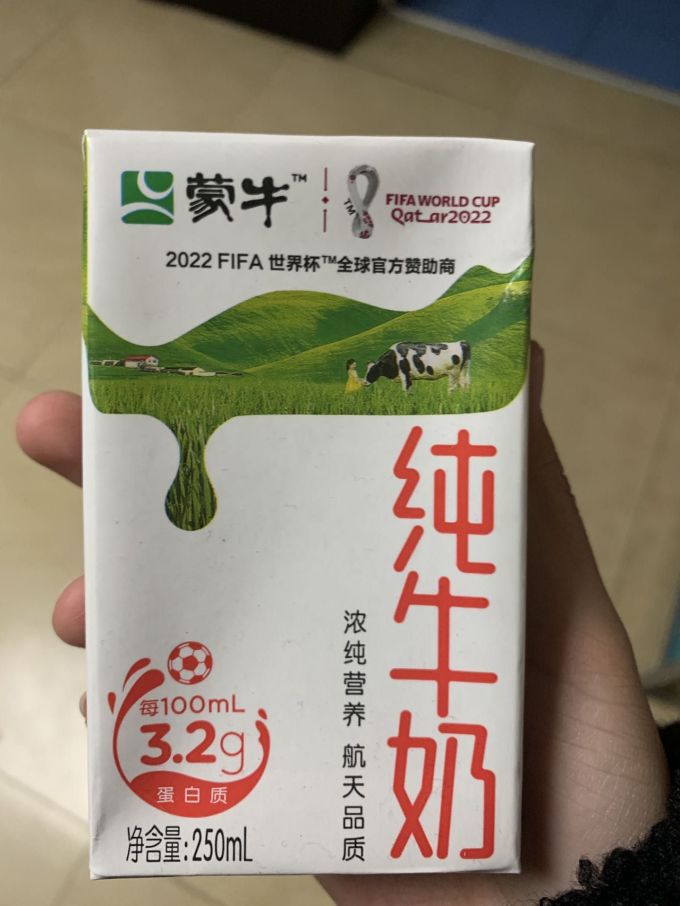 蒙牛™
FIFA WORLD CUP
Qatar2022
TM
2022 FIFA 世界杯™全球官方赞助商
纯牛奶
浓纯营养 航天品质
每100mL
3.2g
蛋白质
净含量:250mL